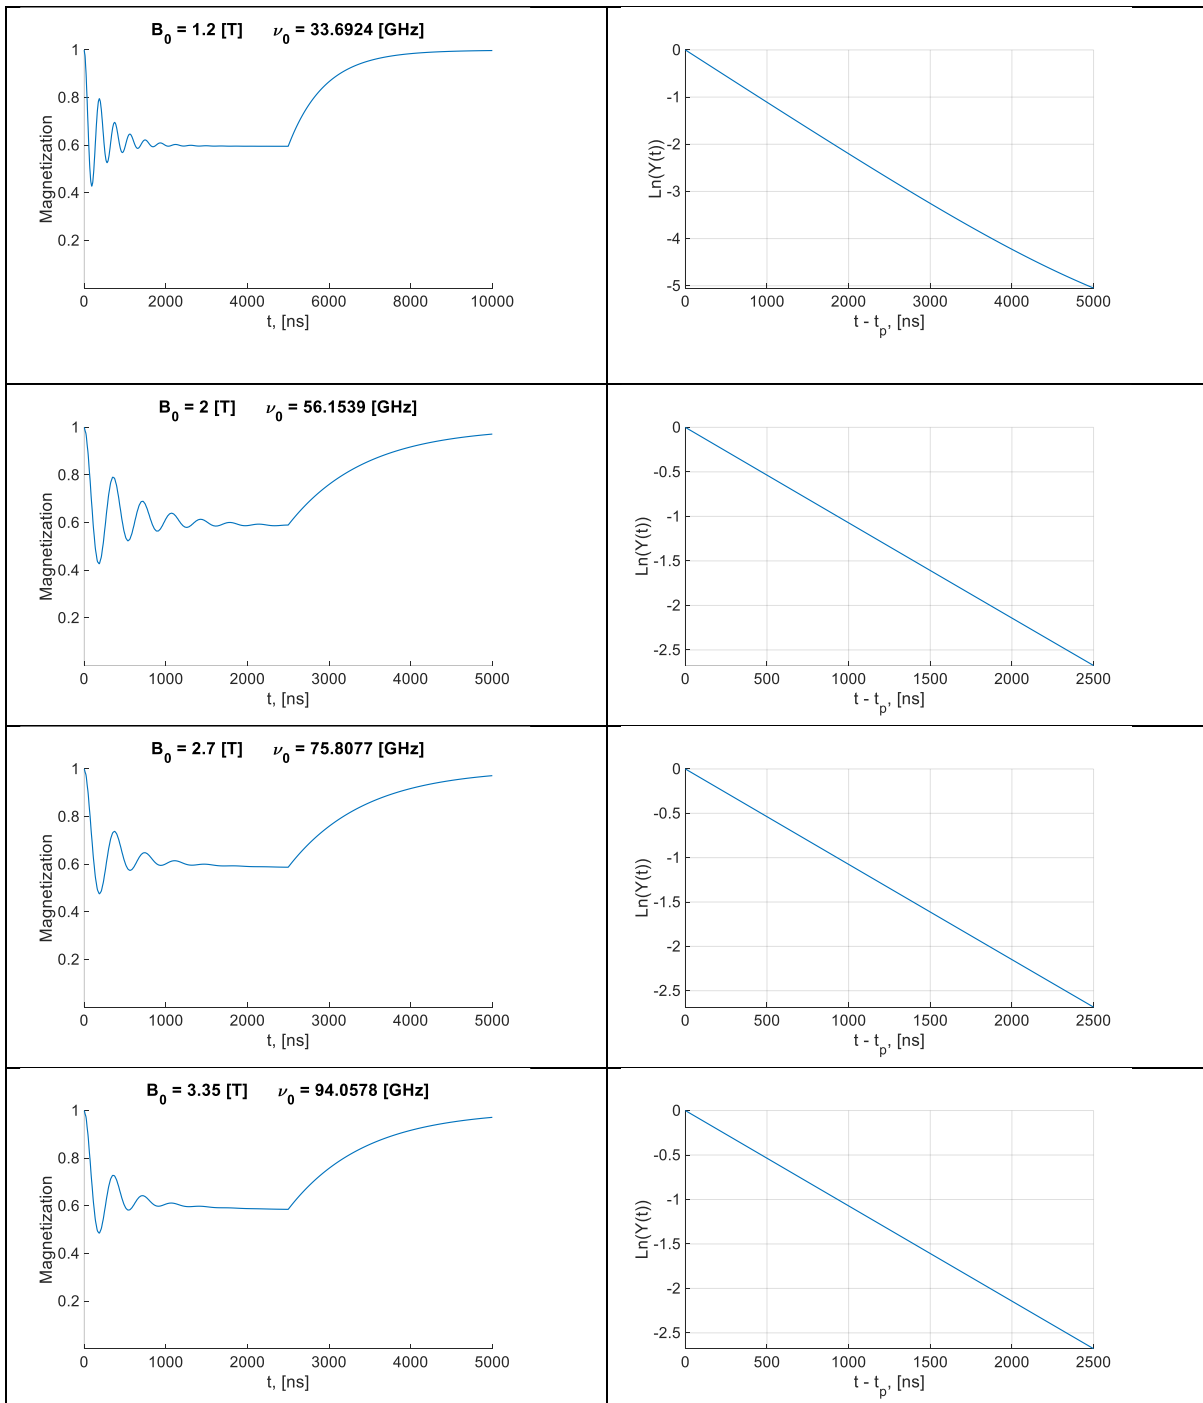 B0 = 1.2 [T] ν0 = 33.6924 [GHz]
1
0.8
0.6
0.4
0.2
Magnetization
0 2000 4000 6000 8000 10000
t, [ns]
0
-1
-2
-3
-4
-5
Ln(Y(t))
0 1000 2000 3000 4000 5000
t - tp, [ns]
B0 = 2 [T] ν0 = 56.1539 [GHz]
1
0.8
0.6
0.4
0.2
Magnetization
0 1000 2000 3000 4000 5000
t, [ns]
0
-0.5
-1
-1.5
-2
-2.5
Ln(Y(t))
0 500 1000 1500 2000 2500
t - tp, [ns]
B0 = 2.7 [T] ν0 = 75.8077 [GHz]
1
0.8
0.6
0.4
0.2
Magnetization
0 1000 2000 3000 4000 5000
t, [ns]
0
-0.5
-1
-1.5
-2
-2.5
Ln(Y(t))
0 500 1000 1500 2000 2500
t - tp, [ns]
B0 = 3.35 [T] ν0 = 94.0578 [GHz]
1
0.8
0.6
0.4
0.2
Magnetization
0 1000 2000 3000 4000 5000
t, [ns]
0
-0.5
-1
-1.5
-2
-2.5
Ln(Y(t))
0 500 1000 1500 2000 2500
t - tp, [ns]